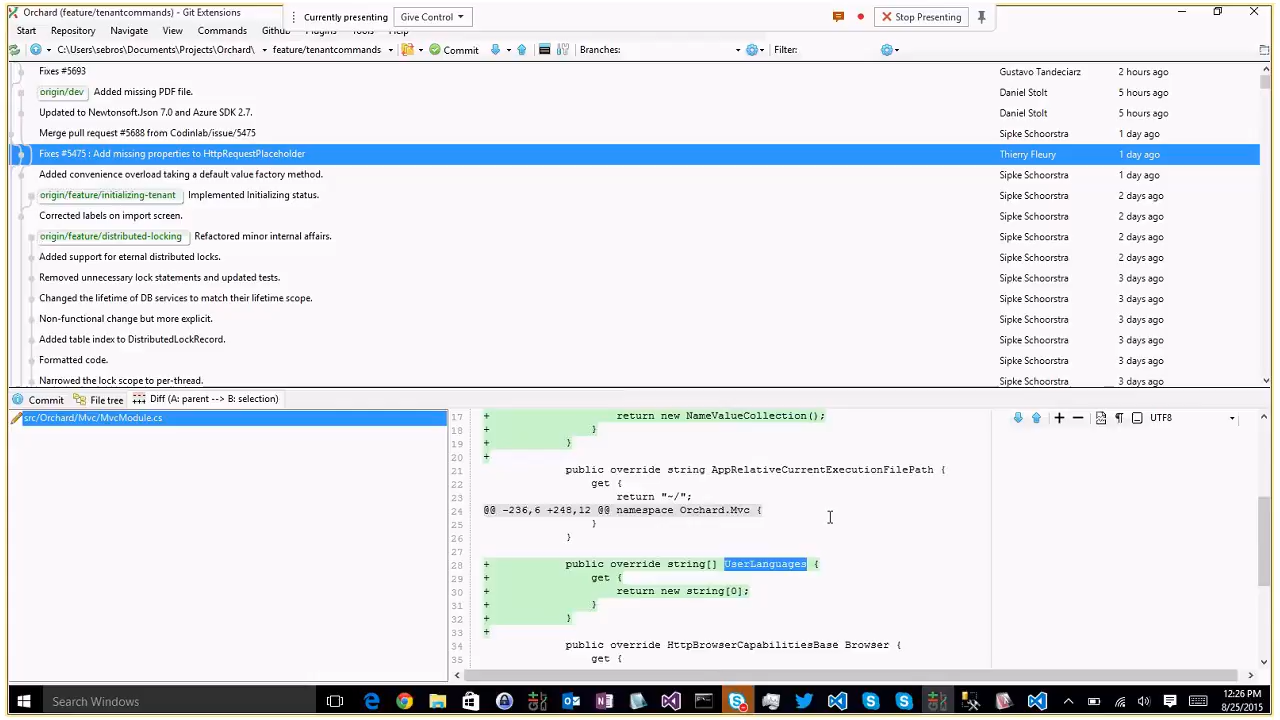 Orchard (feature/tenantcommands) - Git Extensions
Currently presenting
Give Control
Stop Presenting
Start Repository Navigate View Commands Github Plugins Tools Help
C:\Users\sebros\Documents\Projects\Orchard\ feature/tenantcommands Commit Branches: Filter:
Fixes #5693 Gustavo Tandeciarz 2 hours ago
origin/dev Added missing PDF file. Daniel Stolt 5 hours ago
Updated to Newtonsoft.Json 7.0 and Azure SDK 2.7. Daniel Stolt 5 hours ago
Merge pull request #5688 from Codinlab/issue/5475 Sipke Schoorstra 1 day ago
Fixes #5475 : Add missing properties to HttpRequestPlaceholder Thierry Fleury 1 day ago
Added convenience overload taking a default value factory method. Sipke Schoorstra 1 day ago
origin/feature/initializing-tenant Implemented Initializing status. Sipke Schoorstra 2 days ago
Corrected labels on import screen. Sipke Schoorstra 2 days ago
origin/feature/distributed-locking Refactored minor internal affairs. Sipke Schoorstra 2 days ago
Added support for eternal distributed locks. Sipke Schoorstra 2 days ago
Removed unnecessary lock statements and updated tests. Sipke Schoorstra 3 days ago
Changed the lifetime of DB services to match their lifetime scope. Sipke Schoorstra 3 days ago
Non-functional change but more explicit. Sipke Schoorstra 3 days ago
Added table index to DistributedLockRecord. Sipke Schoorstra 3 days ago
Formatted code. Sipke Schoorstra 3 days ago
Narrowed the lock scope to per-thread. Sipke Schoorstra 3 days ago
Commit File tree Diff (A: parent --> B: selection)
src/Orchard/Mvc/MvcModule.cs
UTF8
17 + return new NameValueCollection();
18 + }
19 + }
20 +
21 public override string AppRelativeCurrentExecutionFilePath {
22 get {
23 return "~/";
24 @@ -236,6 +248,12 @@ namespace Orchard.Mvc {
25 }
26 }
27
28 + public override string[] UserLanguages {
29 + get {
30 + return new string[0];
31 + }
32 + }
33 +
34 public override HttpBrowserCapabilitiesBase Browser {
35 get {
Search Windows
12:26 PM
8/25/2015